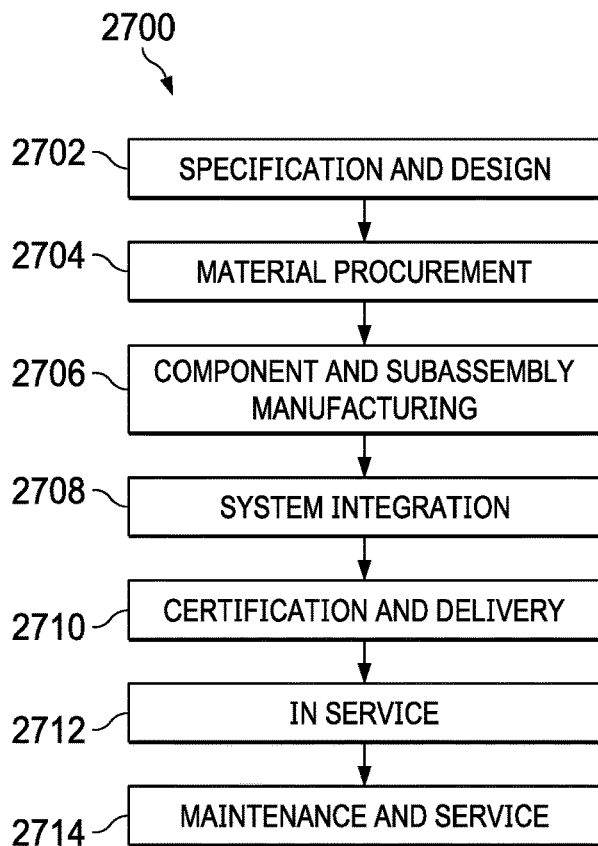 2700
2702
SPECIFICATION AND DESIGN
2704
MATERIAL PROCUREMENT
2706
COMPONENT AND SUBASSEMBLY
MANUFACTURING
2708
SYSTEM INTEGRATION
2710
CERTIFICATION AND DELIVERY
2712
IN SERVICE
2714
MAINTENANCE AND SERVICE